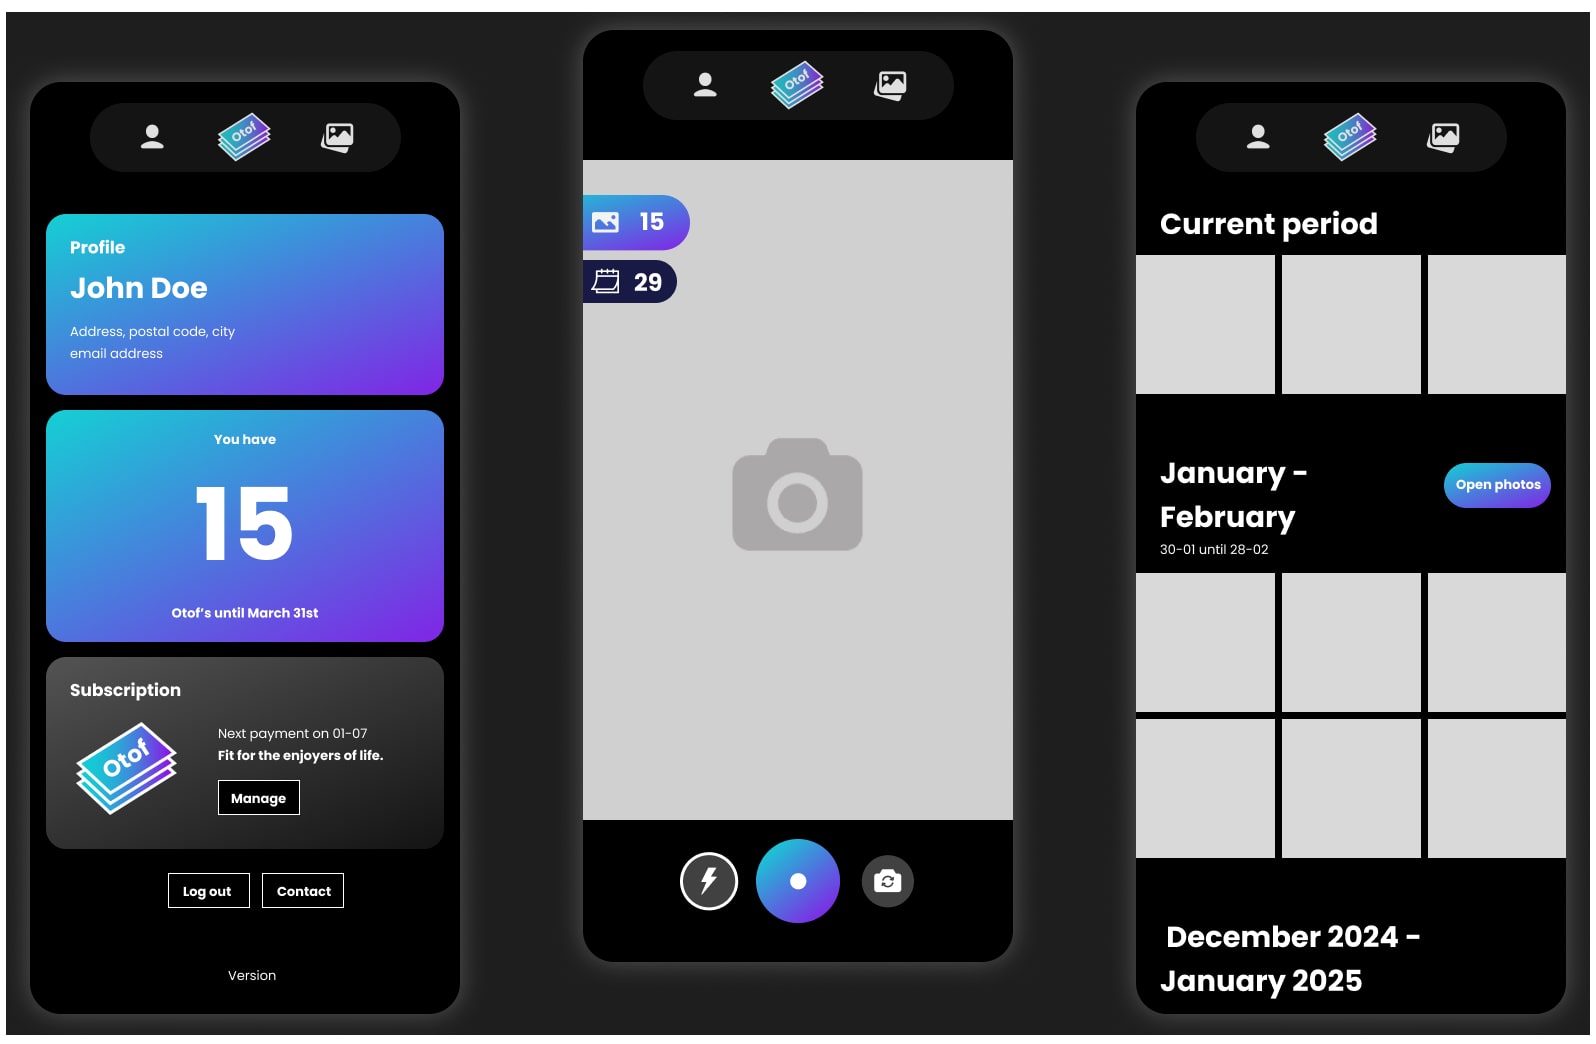 Otof
Profile
John Doe
Address, postal code, city
email address
You have
15
Otof's until March 31st
Subscription
Otof
Next payment on 01-07
Fit for the enjoyers of life.
Manage
Log out
Contact
Version
Otof
15
29
Otof
Current period
January -
February
30-01 until 28-02
Open photos
December 2024 -
January 2025